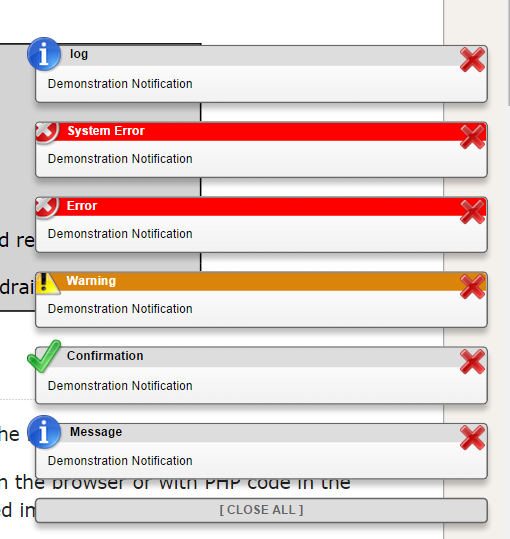 log
Demonstration Notification
System Error
Demonstration Notification
Error
Demonstration Notification
d re
Warning
drai
Demonstration Notification
Confirmation
Demonstration Notification
he
Message
Demonstration Notification
n the browser or with PHP code in the
ed in
[ CLOSE ALL ]